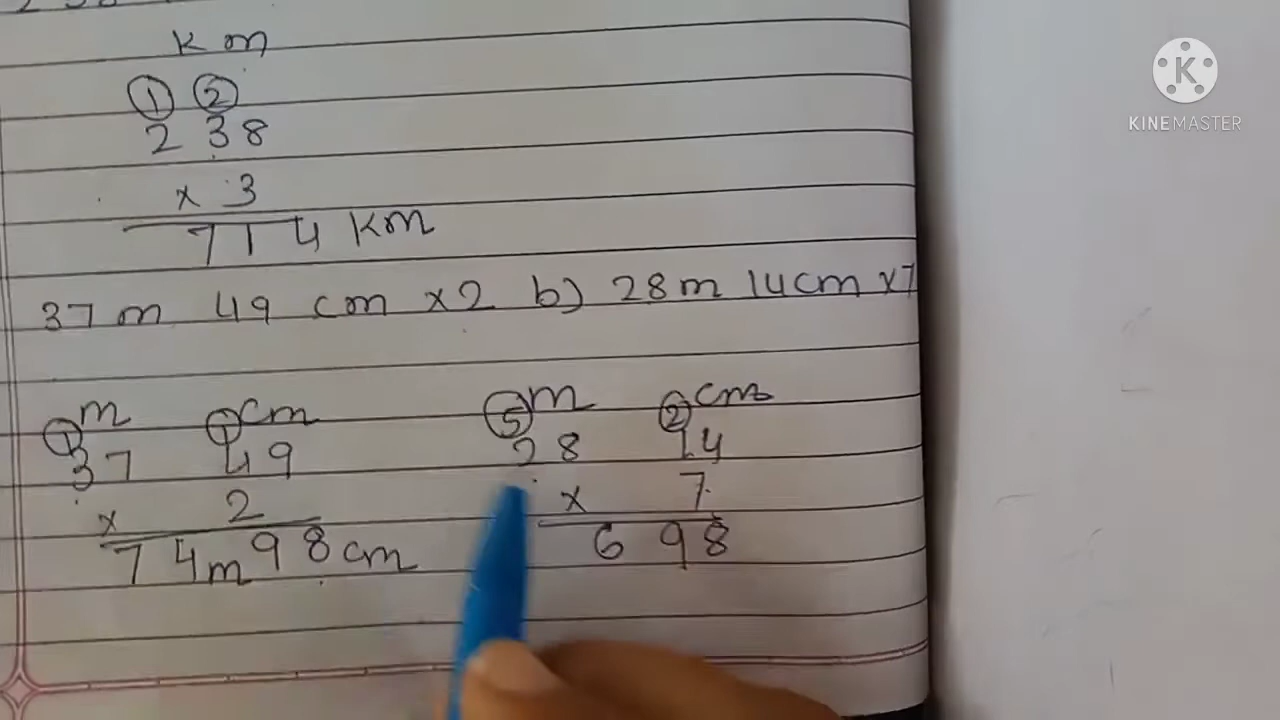 K m
KINEMASTER
① ②
2 3 8
x 3
7 1 4 Km
37 m 49 cm x 2 b) 28 m 14 cm x 7
m cm m cm
① ① ⑤ ②
37 49 28 14
x 2 x 7
7 4 m 9 8 cm 6 9 8